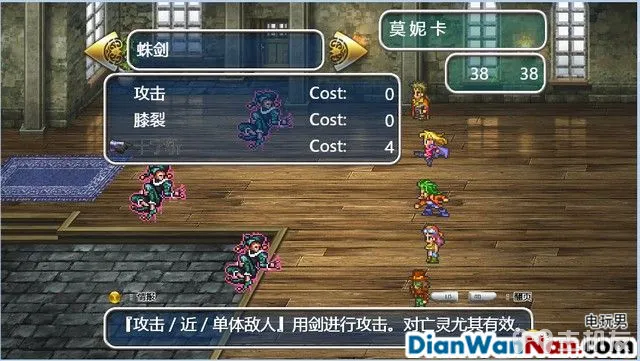 蛛剑
莫妮卡
38 38
攻击 Cost: 0
膝裂 Cost: 0
Cost: 4
『攻击/近/单体敌人』用剑进行攻击。对亡灵尤其有效
电玩男
DianWanNan.com